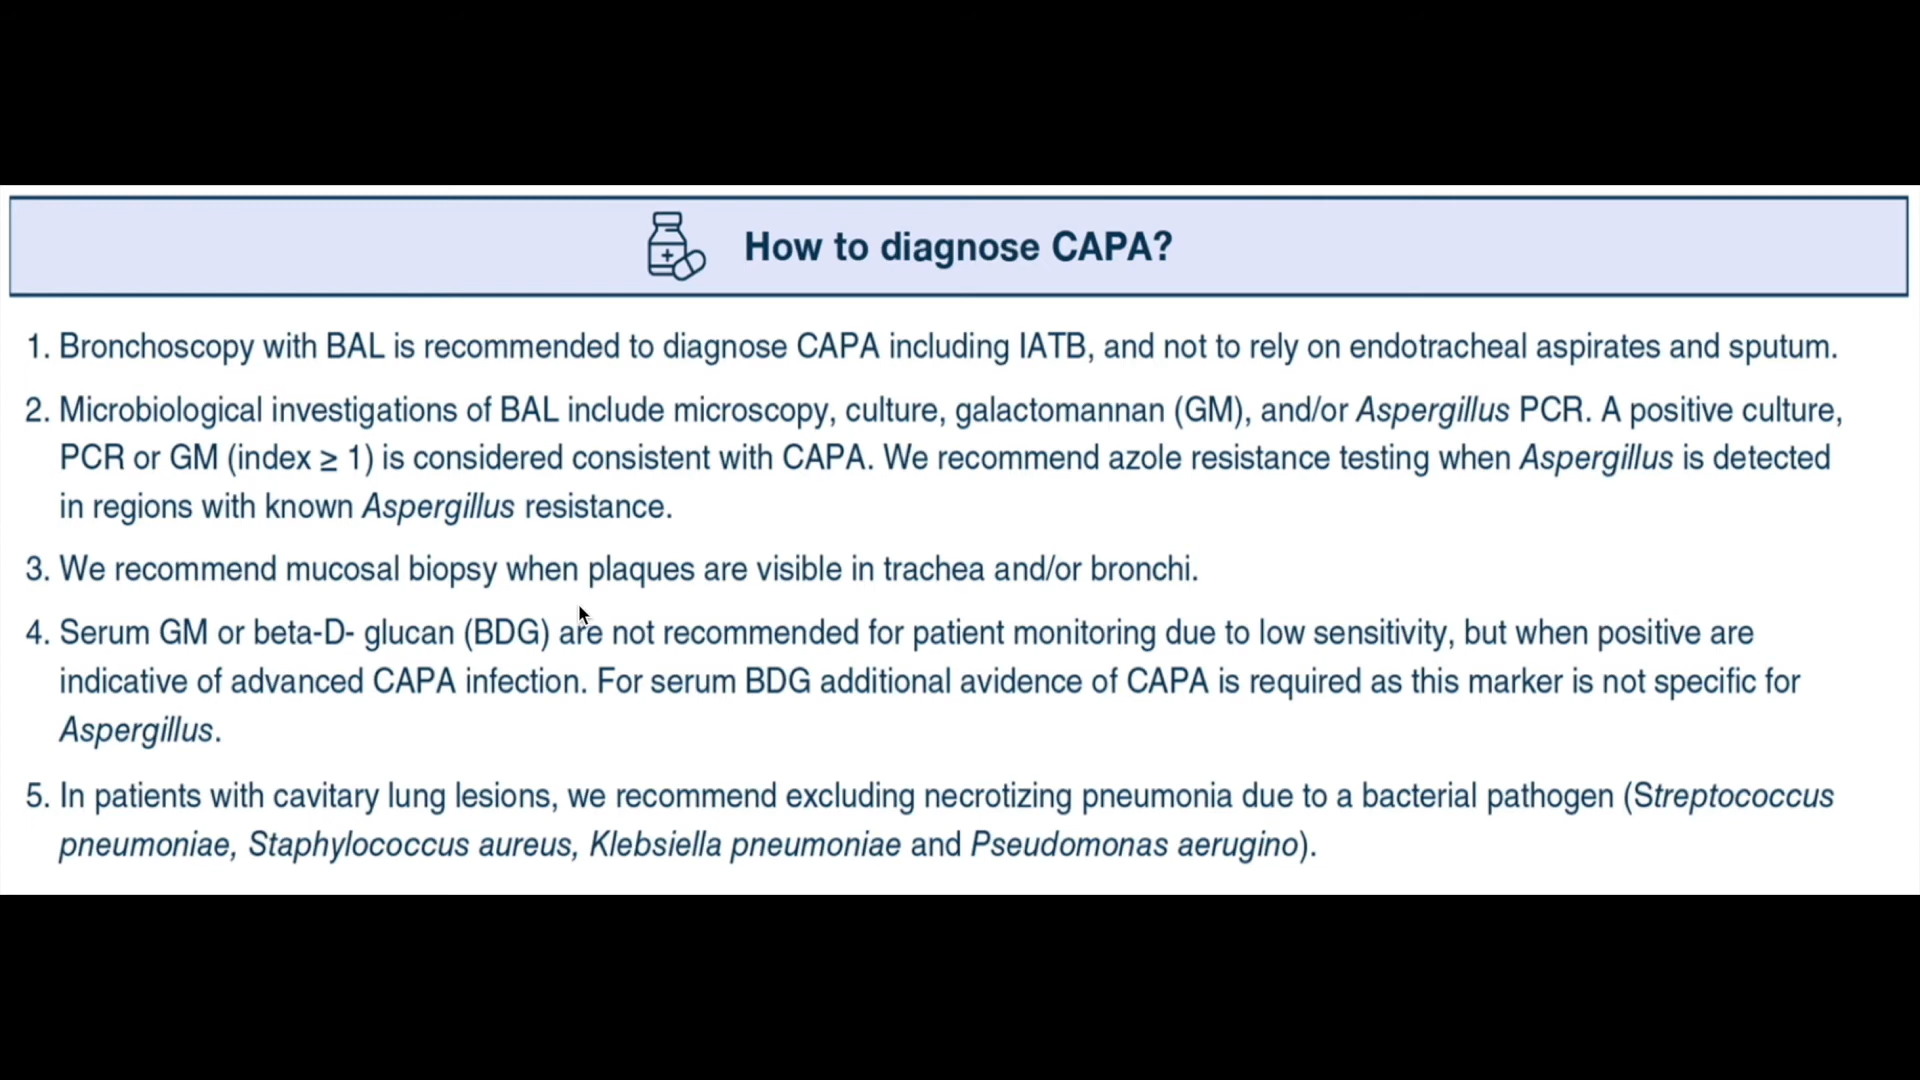 How to diagnose CAPA?
1. Bronchoscopy with BAL is recommended to diagnose CAPA including IATB, and not to rely on endotracheal aspirates and sputum.
2. Microbiological investigations of BAL include microscopy, culture, galactomannan (GM), and/or Aspergillus PCR. A positive culture,
PCR or GM (index ≥ 1) is considered consistent with CAPA. We recommend azole resistance testing when Aspergillus is detected
in regions with known Aspergillus resistance.
3. We recommend mucosal biopsy when plaques are visible in trachea and/or bronchi.
4. Serum GM or beta-D- glucan (BDG) are not recommended for patient monitoring due to low sensitivity, but when positive are
indicative of advanced CAPA infection. For serum BDG additional avidence of CAPA is required as this marker is not specific for
Aspergillus.
5. In patients with cavitary lung lesions, we recommend excluding necrotizing pneumonia due to a bacterial pathogen (Streptococcus
pneumoniae, Staphylococcus aureus, Klebsiella pneumoniae and Pseudomonas aerugino).